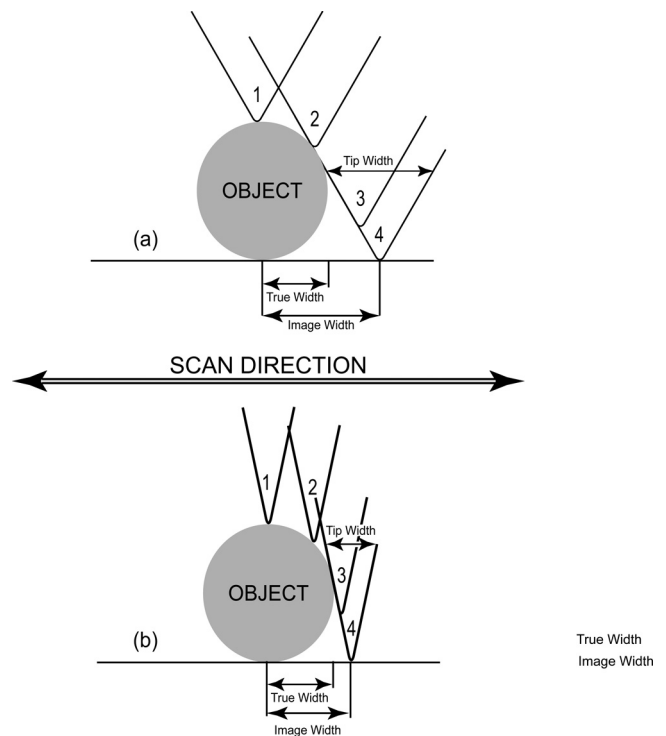 1
2
Tip Width
OBJECT
3
4
(a)
True Width
Image Width
SCAN DIRECTION
1
2
Tip Width
3
OBJECT
4
(b)
True Width
Image Width
True Width
Image Width